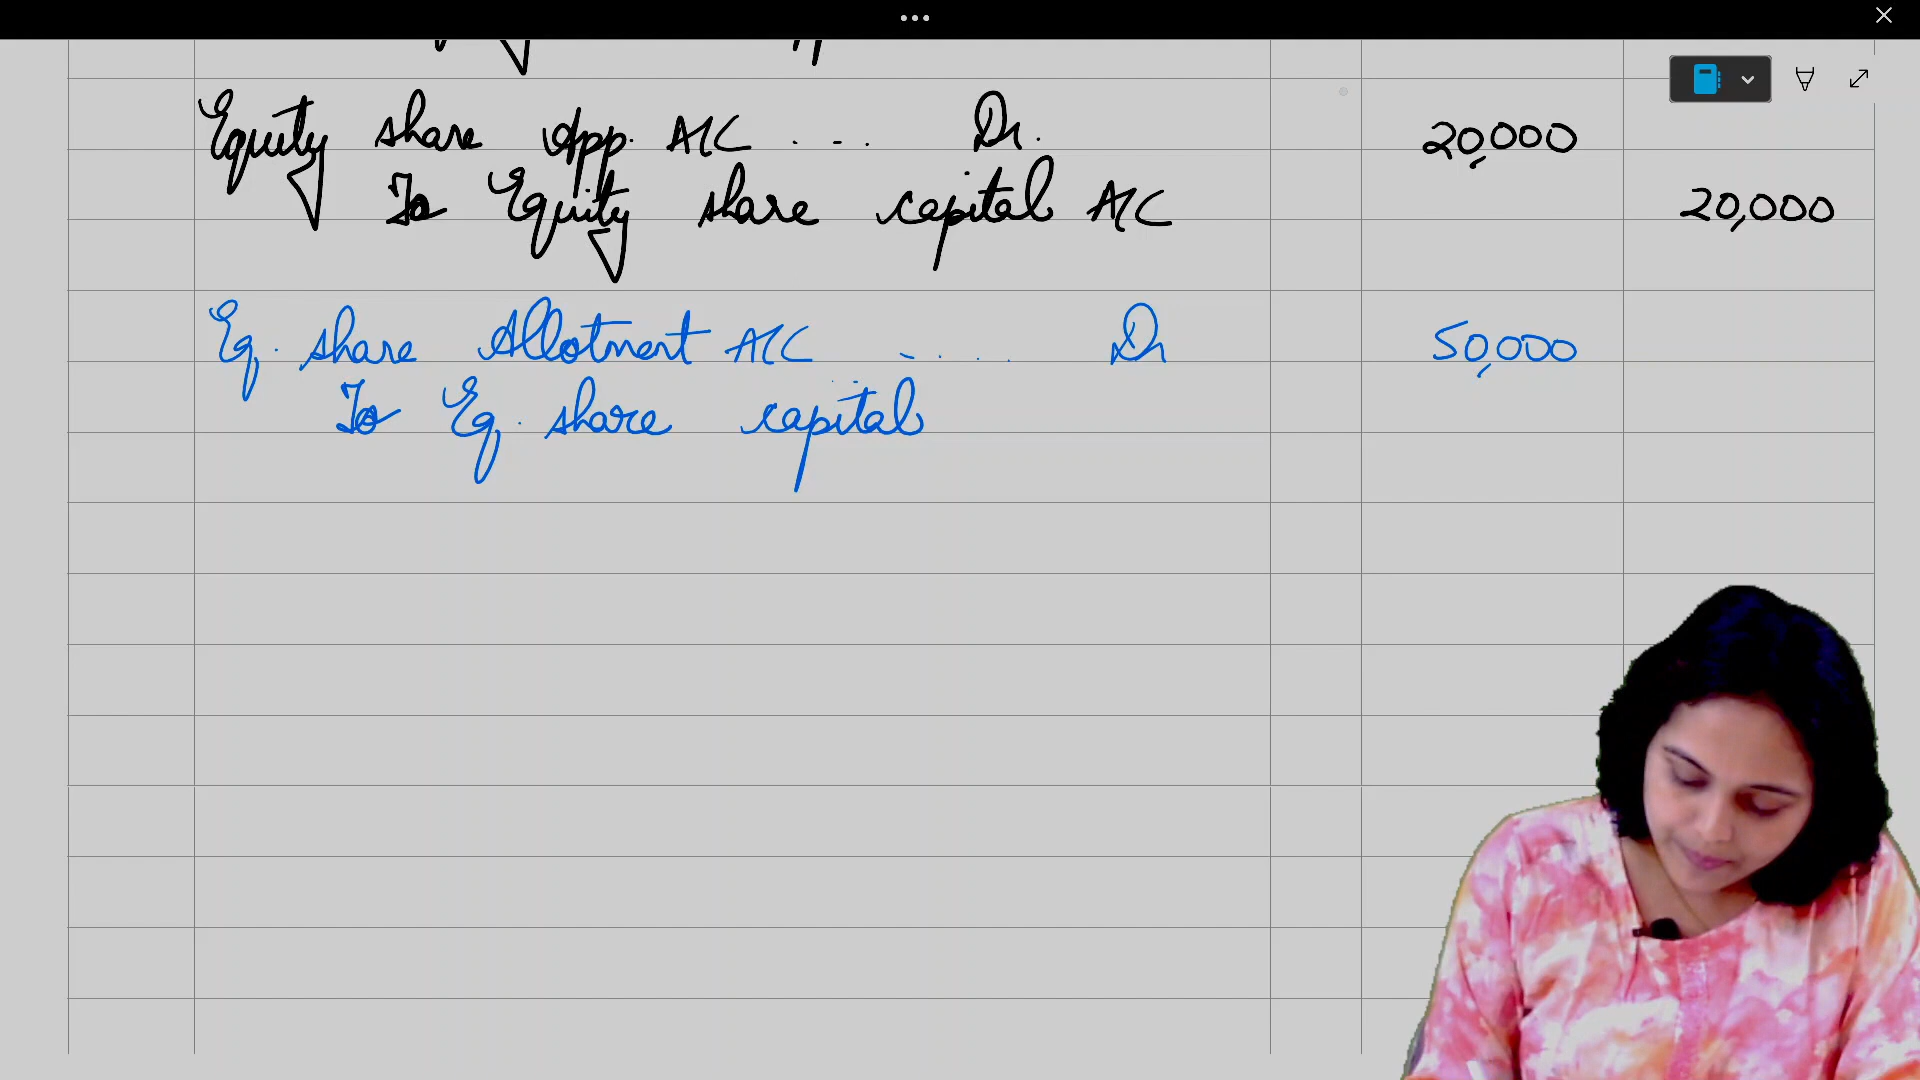 Equity share App. A/C ... Dr. 20,000
To Equity share capital A/C 20,000
Eq. share Allotment A/C .... Dr 50,000
To Eq. share capital